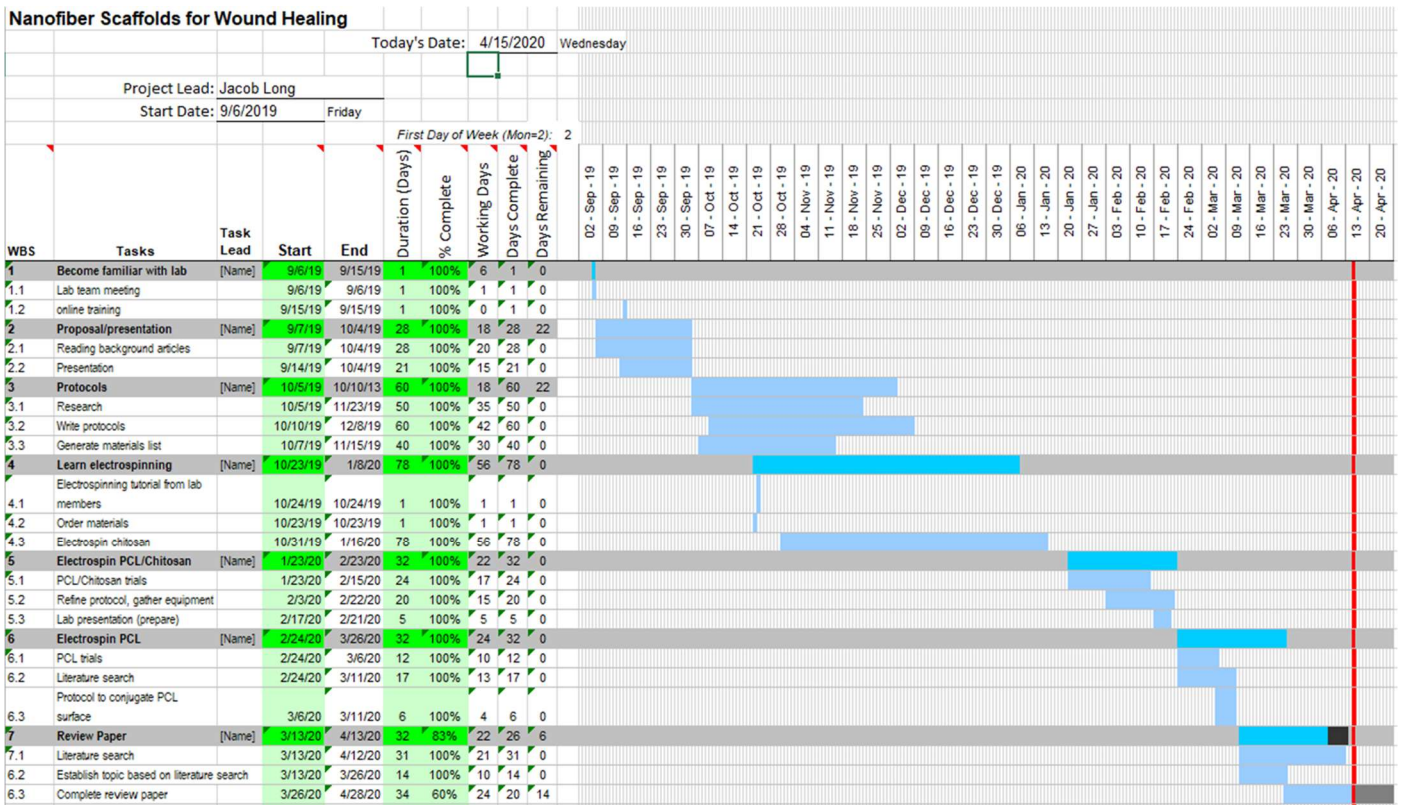 Nanofiber Scaffolds for Wound Healing
Today's Date: 4/15/2020 Wednesday
Project Lead: Jacob Long
Start Date: 9/6/2019 Friday
First Day of Week (Mon=2): 2
WBS Tasks Task Lead Start End Duration (Days) % Complete Working Days Days Complete Days Remaining 02 - Sep - 19 09 - Sep - 19 16 - Sep - 19 23 - Sep - 19 30 - Sep - 19 07 - Oct - 19 14 - Oct - 19 21 - Oct - 19 28 - Oct - 19 04 - Nov - 19 11 - Nov - 19 18 - Nov - 19 25 - Nov - 19 02 - Dec - 19 09 - Dec - 19 16 - Dec - 19 23 - Dec - 19 30 - Dec - 19 06 - Jan - 20 13 - Jan - 20 20 - Jan - 20 27 - Jan - 20 03 - Feb - 20 10 - Feb - 20 17 - Feb - 20 24 - Feb - 20 02 - Mar - 20 09 - Mar - 20 16 - Mar - 20 23 - Mar - 20 30 - Mar - 20 06 - Apr - 20 13 - Apr - 20 20 - Apr - 20
1 Become familiar with lab [Name] 9/6/19 9/15/19 1 100% 6 1 0
1.1 Lab team meeting 9/6/19 9/6/19 1 100% 1 1 0
1.2 online training 9/15/19 9/15/19 1 100% 0 1 0
2 Proposal/presentation [Name] 9/7/19 10/4/19 28 100% 18 28 22
2.1 Reading background articles 9/7/19 10/4/19 28 100% 20 28 0
2.2 Presentation 9/14/19 10/4/19 21 100% 15 21 0
3 Protocols [Name] 10/5/19 10/10/13 60 100% 18 60 22
3.1 Research 10/5/19 11/23/19 50 100% 35 50 0
3.2 Write protocols 10/10/19 12/8/19 60 100% 42 60 0
3.3 Generate materials list 10/7/19 11/15/19 40 100% 30 40 0
4 Learn electrospinning [Name] 10/23/19 1/8/20 78 100% 56 78 0
Electrospinning tutorial from lab
4.1 members 10/24/19 10/24/19 1 100% 1 1 0
4.2 Order materials 10/23/19 10/23/19 1 100% 1 1 0
4.3 Electrospin chitosan 10/31/19 1/16/20 78 100% 56 78 0
5 Electrospin PCL/Chitosan [Name] 1/23/20 2/23/20 32 100% 22 32 0
5.1 PCL/Chitosan trials 1/23/20 2/15/20 24 100% 17 24 0
5.2 Refine protocol, gather equipment 2/3/20 2/22/20 20 100% 15 20 0
5.3 Lab presentation (prepare) 2/17/20 2/21/20 5 100% 5 5 0
6 Electrospin PCL [Name] 2/24/20 3/26/20 32 100% 24 32 0
6.1 PCL trials 2/24/20 3/6/20 12 100% 10 12 0
6.2 Literature search 2/24/20 3/11/20 17 100% 13 17 0
Protocol to conjugate PCL
6.3 surface 3/6/20 3/11/20 6 100% 4 6 0
7 Review Paper [Name] 3/13/20 4/13/20 32 83% 22 26 6
7.1 Literature search 3/13/20 4/12/20 31 100% 21 31 0
6.2 Establish topic based on literature search 3/13/20 3/26/20 14 100% 10 14 0
6.3 Complete review paper 3/26/20 4/28/20 34 60% 24 20 14